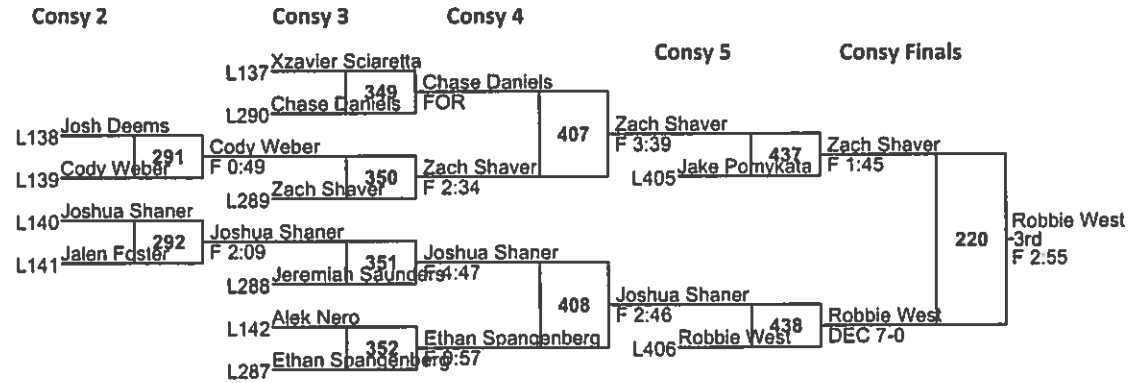 Consy 2
Consy 3
Consy 4
Consy 5
Consy Finals
L137 Xzavier Sciaretta
349
Chase Daniels
FOR
L290 Chase Daniels
407
L138 Josh Deems
Zach Shaver
F 3:39
291
Cody Weber
F 0:49
437
Zach Shaver
F 1:45
L139 Cody Weber
350
Zach Shaver
F 2:34
L405 Jake Pomykata
L289 Zach Shaver
L140 Joshua Shaner
292
Joshua Shaner
F 2:09
220
Robbie West
3rd
F 2:55
L141 Jalen Foster
351
Joshua Shaner
F 4:47
L288 Jeremiah Saunders
408
Joshua Shaner
F 2:46
L142 Alek Nero
438
Robbie West
DEC 7-0
352
Ethan Spangenberg
F 0:57
L406 Robbie West
L287 Ethan Spangenberg